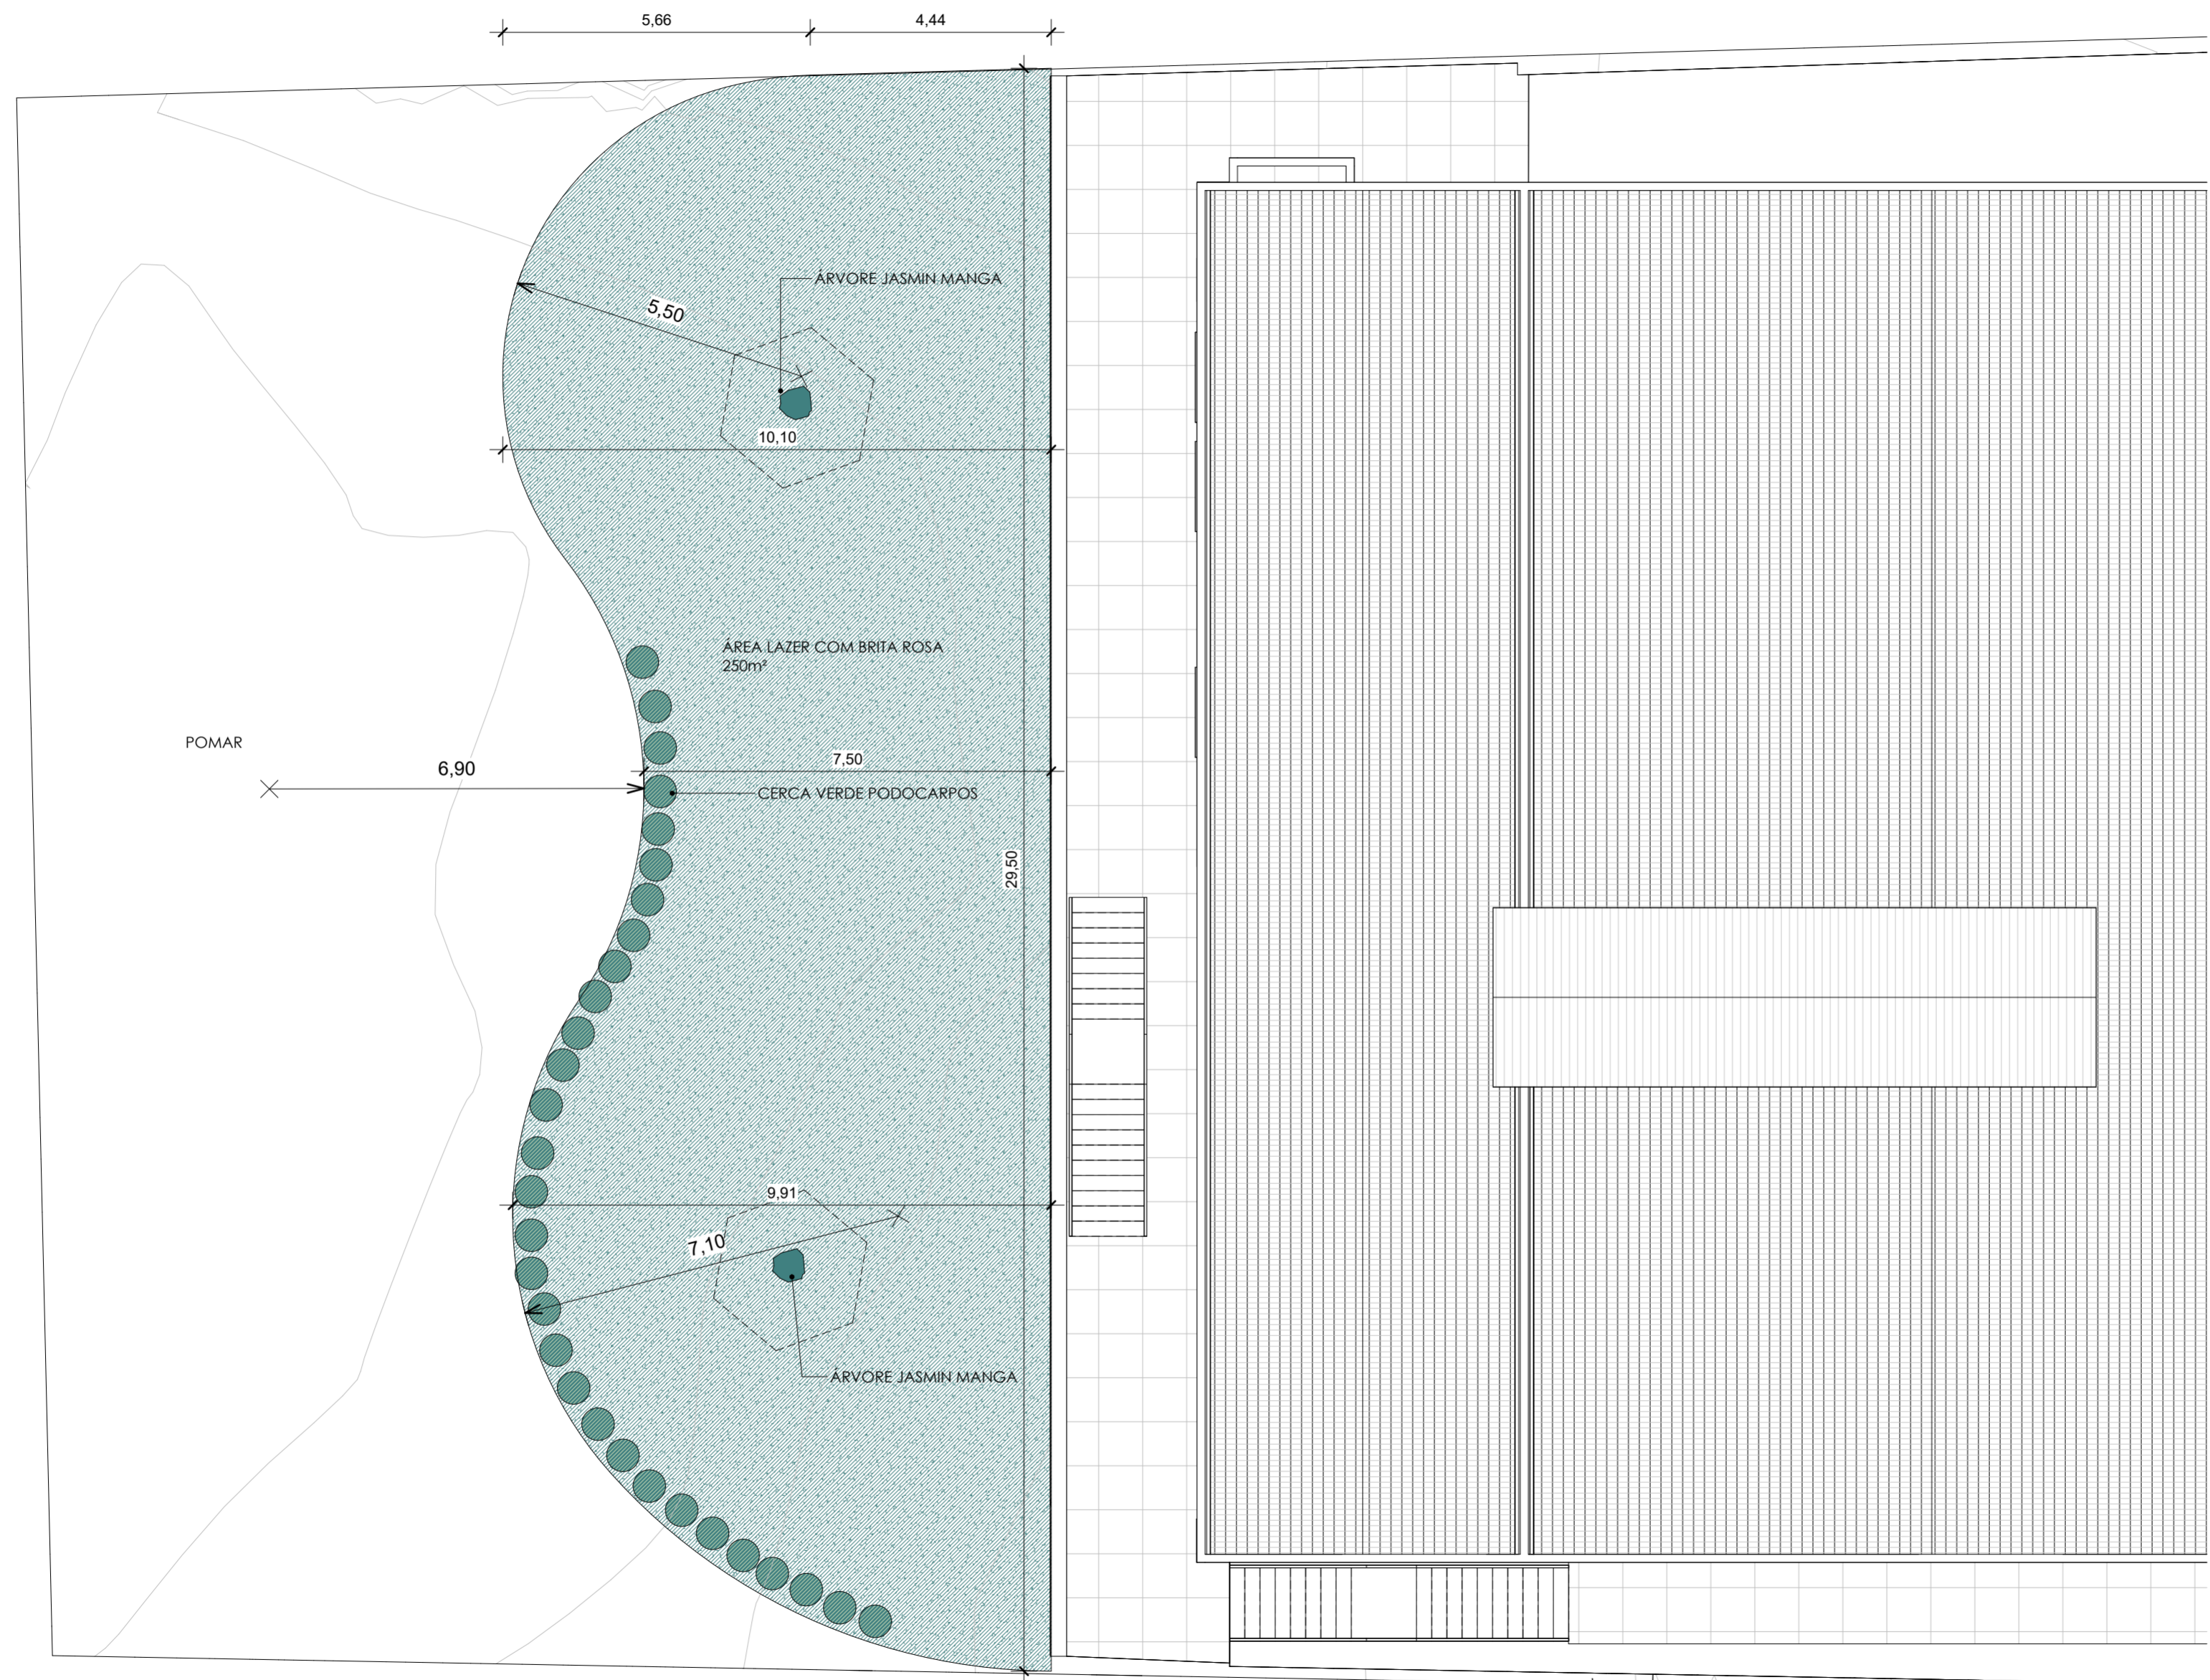 5,66
4,44
ÁRVORE JASMIN MANGA
5,50
10,10
ÁREA LAZER COM BRITA ROSA
250m²
POMAR
6,90
7,50
CERCA VERDE PODOCARPOS
29,50
9,91
7,10
ÁRVORE JASMIN MANGA